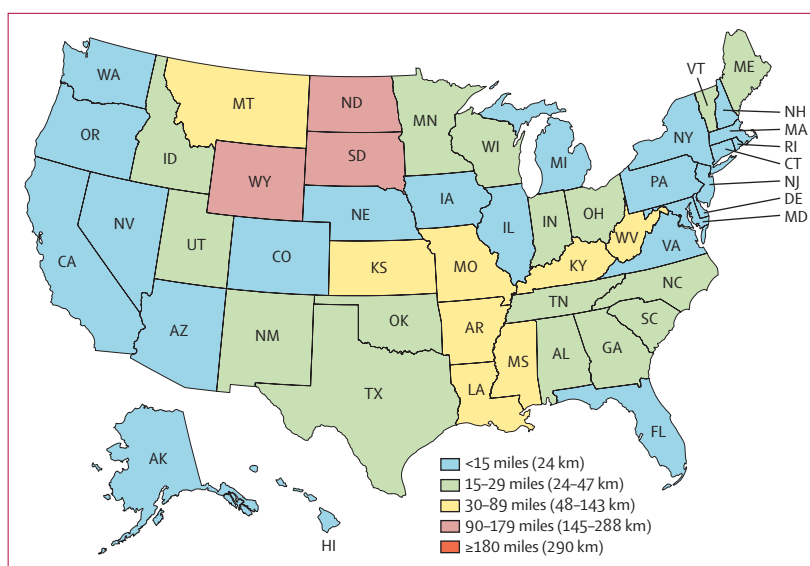 VT
ME
WA
MT
ND
MN
NH
MA
RI
CT
NJ
DE
MD
OR
ID
WY
SD
WI
MI
NY
PA
NV
UT
CO
NE
IA
IL
IN
OH
WV
VA
CA
KS
MO
KY
NC
AZ
NM
OK
AR
TN
SC
TX
LA
MS
AL
GA
FL
AK
HI
<15 miles (24 km)
15–29 miles (24–47 km)
30–89 miles (48–143 km)
90–179 miles (145–288 km)
≥180 miles (290 km)